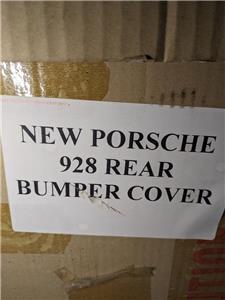 NEW PORSCHE
928 REAR
BUMPER COVER